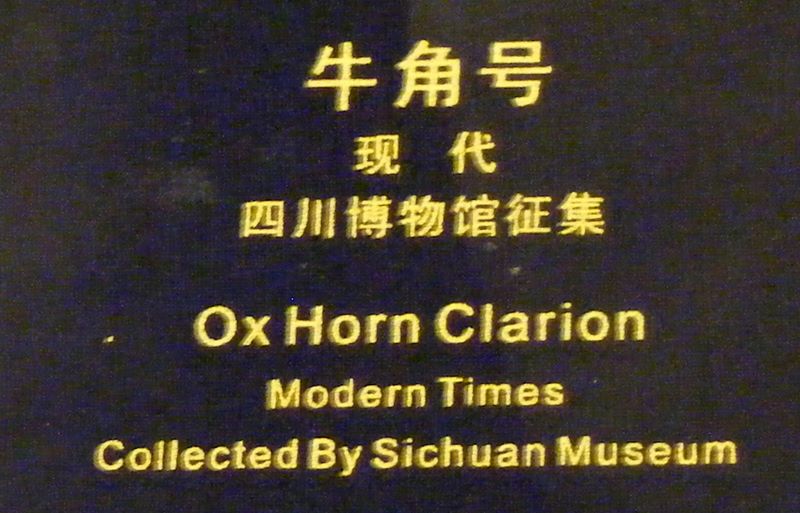 牛角号
现 代
四川博物馆征集
Ox Horn Clarion
Modern Times
Collected By Sichuan Museum